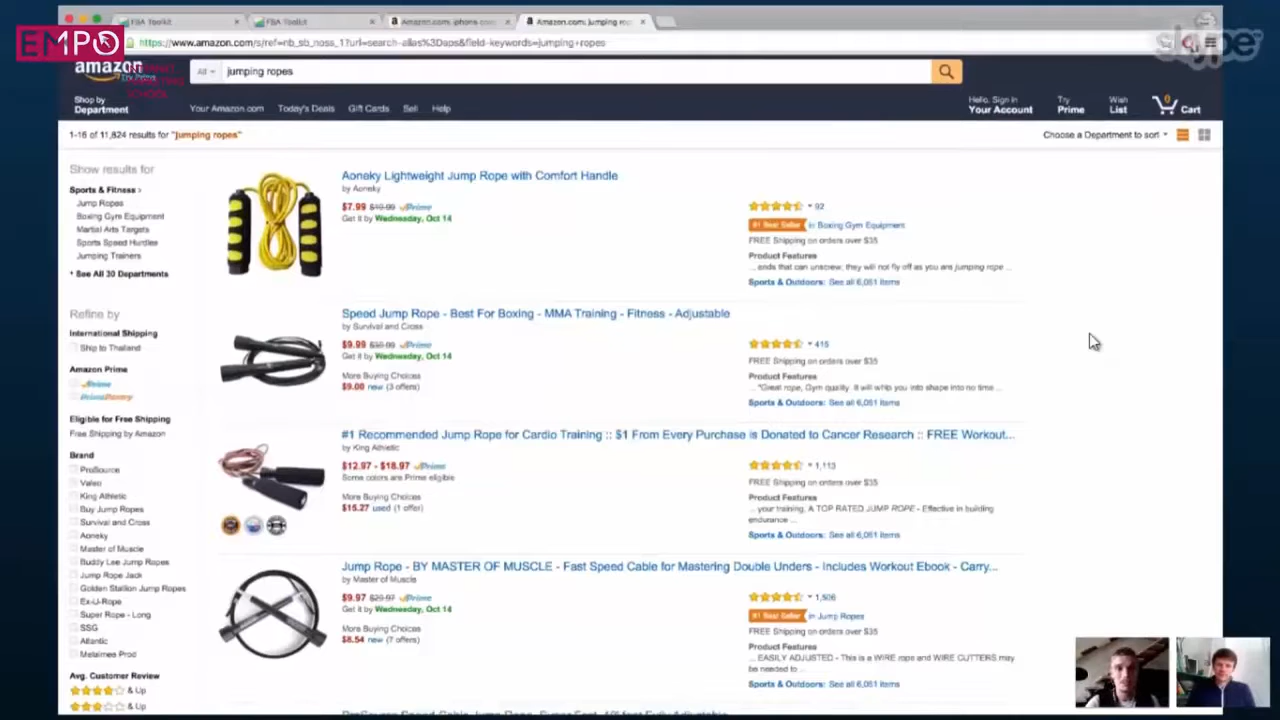 FBA Toolkit
FBA Toolkit
Amazon.com: iphone
Amazon.com: jumping ro
https://www.amazon.com/s/ref=nb_sb_noss_1?url=search-alias%3Daps&field-keywords=jumping+ropes
EMPO
INTERNET
MARKETING
SCHOOL
skype
amazon
Try Prime
All
jumping ropes
Shop by
Department
Your Amazon.com Today's Deals Gift Cards Sell Help
Hello. Sign in
Your Account
Try
Prime
Wish
List
0
Cart
1-16 of 11,824 results for "jumping ropes"
Choose a Department to sort
Show results for
Sports & Fitness ›
Jump Ropes
Boxing Gym Equipment
Martial Arts Targets
Sports Speed Hurdles
Jumping Trainers
See All 30 Departments
Refine by
International Shipping
Ship to Thailand
Amazon Prime
Prime
PrimePantry
Eligible for Free Shipping
Free Shipping by Amazon
Brand
ProSource
Valeo
King Athletic
Buy Jump Ropes
Survival and Cross
Aoneky
Master of Muscle
Buddy Lee Jump Ropes
Jump Rope Jack
Golden Stallion Jump Ropes
Ex-U-Rope
Super Rope - Long
SSG
Atlantic
Melaimee Prod
Avg. Customer Review
& Up
& Up
Aoneky Lightweight Jump Rope with Comfort Handle
by Aoneky
$7.99 $19.99 Prime
Get it by Wednesday, Oct 14
92
#1 Best Seller in Boxing Gym Equipment
FREE Shipping on orders over $35
Product Features
... ends that can unscrew; they will not fly off as you are jumping rope ...
Sports & Outdoors: See all 6,051 items
Speed Jump Rope - Best For Boxing - MMA Training - Fitness - Adjustable
by Survival and Cross
$9.99 $38.99 Prime
Get it by Wednesday, Oct 14
More Buying Choices
$9.00 new (3 offers)
415
FREE Shipping on orders over $35
Product Features
... "Great rope, Gym quality. It will whip you into shape into no time ...
Sports & Outdoors: See all 6,051 items
#1 Recommended Jump Rope for Cardio Training :: $1 From Every Purchase is Donated to Cancer Research :: FREE Workout...
by King Athletic
$12.97 - $18.97 Prime
Some colors are Prime eligible
More Buying Choices
$15.27 used (1 offer)
1,113
FREE Shipping on orders over $35
Product Features
... your training, A TOP RATED JUMP ROPE - Effective in building
endurance ...
Sports & Outdoors: See all 6,051 items
Jump Rope - BY MASTER OF MUSCLE - Fast Speed Cable for Mastering Double Unders - Includes Workout Ebook - Carry...
by Master of Muscle
$9.97 $29.97 Prime
Get it by Wednesday, Oct 14
More Buying Choices
$8.54 new (7 offers)
1,506
#1 Best Seller in Jump Ropes
FREE Shipping on orders over $35
Product Features
... EASILY ADJUSTED - This is a WIRE rope and WIRE CUTTERS may
be needed to ...
Sports & Outdoors: See all 6,051 items